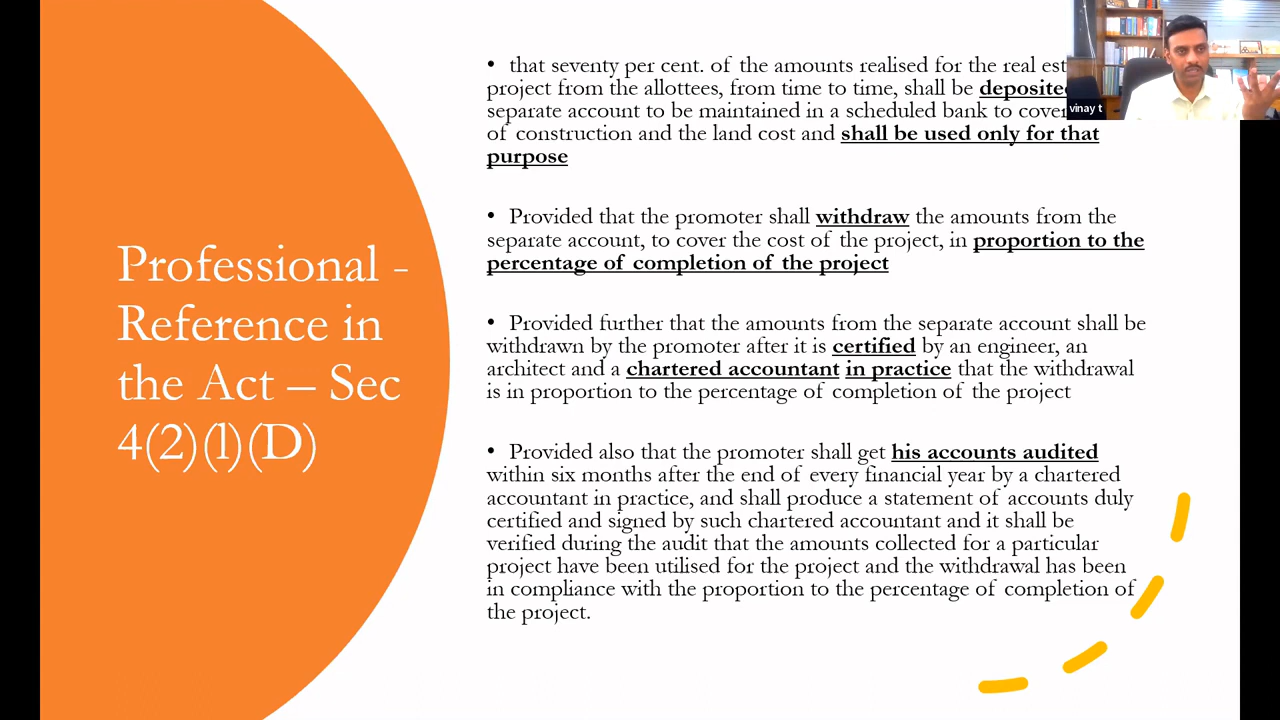 Professional -
Reference in
the Act – Sec
4(2)(l)(D)
• that seventy per cent. of the amounts realised for the real
project from the allottees, from time to time, shall be
separate account to be maintained in a scheduled bank to
of construction and the land cost and shall be used only for that
purpose
• Provided that the promoter shall withdraw the amounts from the
separate account, to cover the cost of the project, in proportion to the
percentage of completion of the project
• Provided further that the amounts from the separate account shall be
withdrawn by the promoter after it is certified by an engineer, an
architect and a chartered accountant in practice that the withdrawal
is in proportion to the percentage of completion of the project
• Provided also that the promoter shall get his accounts audited
within six months after the end of every financial year by a chartered
accountant in practice, and shall produce a statement of accounts duly
certified and signed by such chartered accountant and it shall be
verified during the audit that the amounts collected for a particular
project have been utilised for the project and the withdrawal has been
in compliance with the proportion to the percentage of completion of
the project.
vinay t